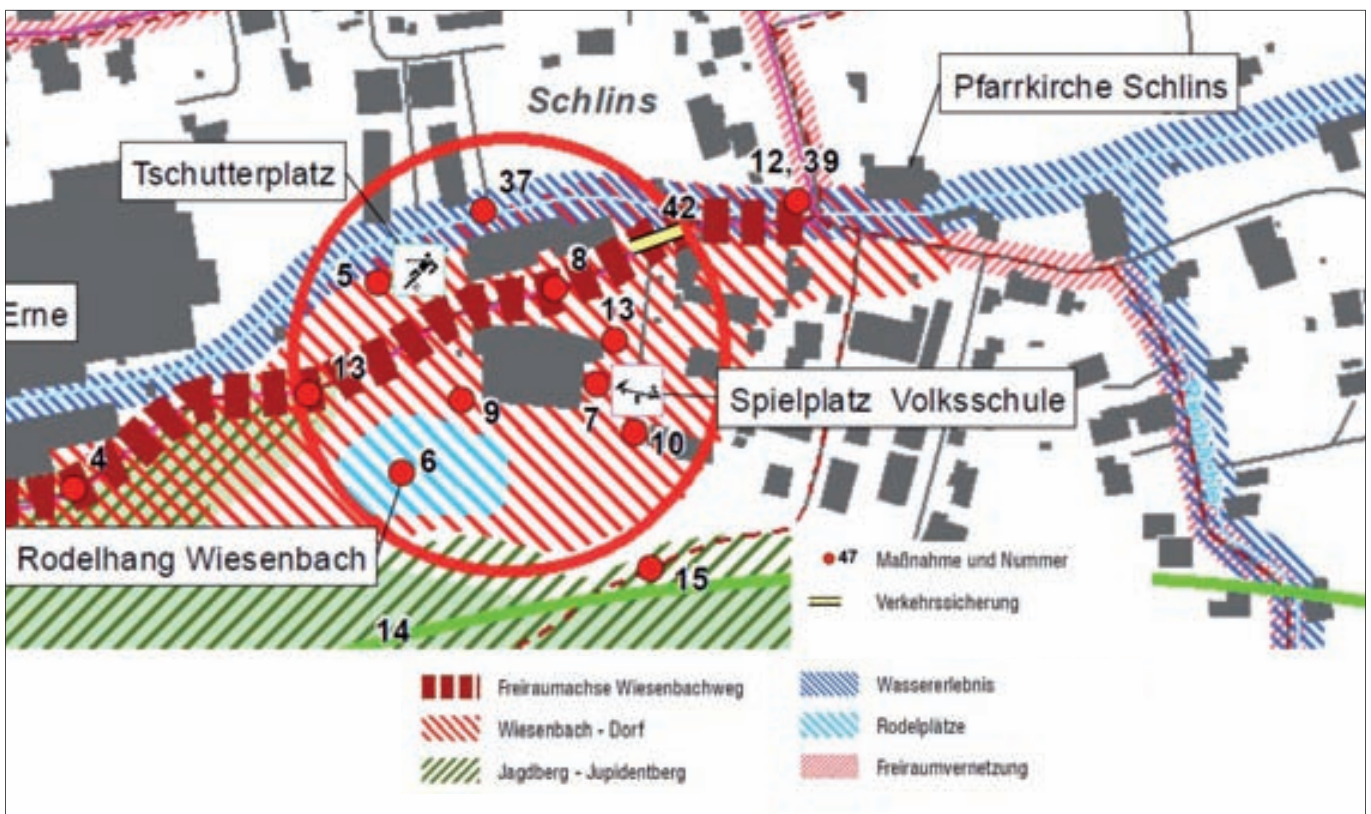 Schlins
Pfarrkirche Schlins
Tschutterplatz
12, 39
37
42
8
5
Erne
13
13
Spielplatz Volksschule
9
7
10
4
6
Rodelhang Wiesenbach
15
47 Maßnahme und Nummer
Verkehrssicherung
14
Freiraumachse Wiesenbachweg
Wiesenbach - Dorf
Jagdberg - Jupidentberg
Wassererlebnis
Rodelplätze
Freiraumvernetzung